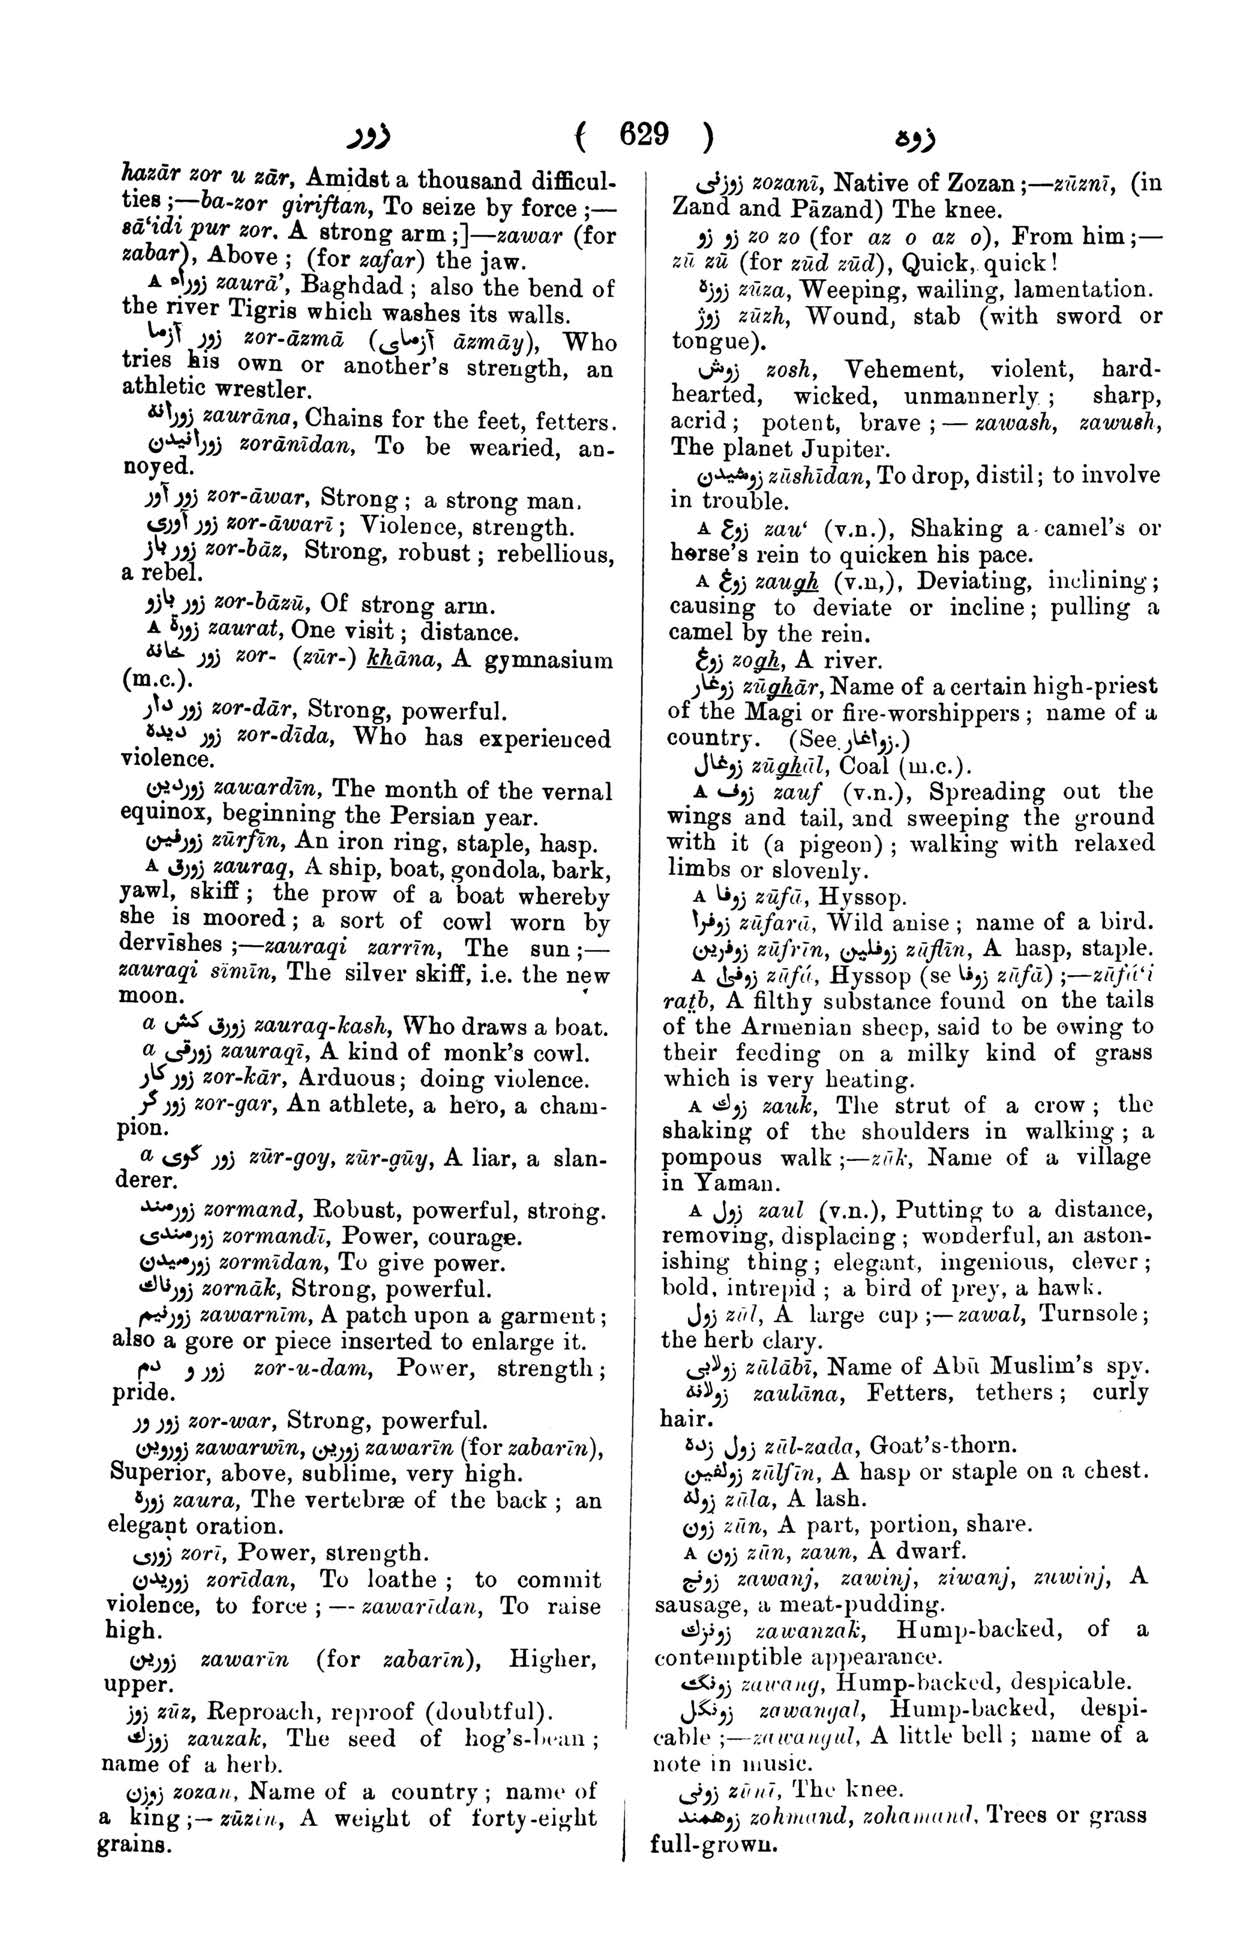 زور ( 629 ) زوه
hazār zor u zār, Amidst a thousand difficul-
ties ;—ba-zor giriftan, To seize by force ;—
sā‘idi pur zor, A strong arm ;]—zawar (for
zabar), Above ; (for zafar) the jaw.
A زوراه zaurā’, Baghdad ; also the bend of
the river Tigris which washes its walls.
زور آزما zor-āzmā (آزمای āzmāy), Who
tries his own or another's strength, an
athletic wrestler.
زورانه zaurāna, Chains for the feet, fetters.
زورانیدن zorānīdan, To be wearied, an-
noyed.
زور آور zor-āwar, Strong ; a strong man.
زور آوری zor-āwarī ; Violence, strength.
زور باز zor-bāz, Strong, robust ; rebellious,
a rebel.
زور بازو zor-bāzū, Of strong arm.
A زورة zaurat, One visit ; distance.
زور خانه zor- (zūr-) khāna, A gymnasium
(m.c.).
زور دار zor-dār, Strong, powerful.
زور دیده zor-dīda, Who has experienced
violence.
زوردین zawardīn, The month of the vernal
equinox, beginning the Persian year.
زورفین zūrfīn, An iron ring, staple, hasp.
A زورق zauraq, A ship, boat, gondola, bark,
yawl, skiff ; the prow of a boat whereby
she is moored ; a sort of cowl worn by
dervishes ;—zauraqi zarrīn, The sun ;—
zauraqi sīmīn, The silver skiff, i.e. the new
moon.
a زورق کش zauraq-kash, Who draws a boat.
a زورقی zauraqī, A kind of monk's cowl.
زور کار zor-kār, Arduous ; doing violence.
زور گر zor-gar, An athlete, a hero, a cham-
pion.
a زور گوی zūr-goy, zūr-gūy, A liar, a slan-
derer.
زورمند zormand, Robust, powerful, strong.
زورمندی zormandī, Power, courage.
زورمیدن zormīdan, To give power.
زورناك zornāk, Strong, powerful.
زورنیم zawarnīm, A patch upon a garment ;
also a gore or piece inserted to enlarge it.
زور و دم zor-u-dam, Power, strength ;
pride.
زور ور zor-war, Strong, powerful.
زوروین zawarwīn, زورین zawarīn (for zabarīn),
Superior, above, sublime, very high.
زوره zaura, The vertebræ of the back ; an
elegant oration.
زوری zorī, Power, strength.
زوریدن zorīdan, To loathe ; to commit
violence, to force ; — zawarīdan, To raise
high.
زورین zawarīn (for zabarīn), Higher,
upper.
زوز zūz, Reproach, reproof (doubtful).
زوزك zauzak, The seed of hog's-bean ;
name of a herb.
زوزن zozan, Name of a country ; name of
a king ;—zūzin, A weight of forty-eight
grains.
زوزنی zozanī, Native of Zozan ;—zūznī, (in
Zand and Pāzand) The knee.
زو زو zo zo (for az o az o), From him ;—
zū zū (for zūd zūd), Quick, quick !
زوزه zūza, Weeping, wailing, lamentation.
زوژ zūzh, Wound, stab (with sword or
tongue).
زوش zosh, Vehement, violent, hard-
hearted, wicked, unmannerly ; sharp,
acrid ; potent, brave ; — zawash, zawush,
The planet Jupiter.
زوشیدن zūshīdan, To drop, distil ; to involve
in trouble.
A زوع zau‘ (v.n.), Shaking a camel's or
horse's rein to quicken his pace.
A زوغ zaugh (v.n,), Deviating, inclining ;
causing to deviate or incline ; pulling a
camel by the rein.
زوغ zogh, A river.
زوغار zūghār, Name of a certain high-priest
of the Magi or fire-worshippers ; name of a
country. (See زواغار.)
زوغال zūghāl, Coal (m.c.).
A زوف zauf (v.n.), Spreading out the
wings and tail, and sweeping the ground
with it (a pigeon) ; walking with relaxed
limbs or slovenly.
A زوفا zūfā, Hyssop.
زوفرا zūfarā, Wild anise ; name of a bird.
زوفرین zūfrīn, زوفلین zūflīn, A hasp, staple.
A زوفیٰ zūfá, Hyssop (se زوفا zūfā) ;—zūfá‘i
rat̤b, A filthy substance found on the tails
of the Armenian sheep, said to be owing to
their feeding on a milky kind of grass
which is very heating.
A زوك zauk, The strut of a crow ; the
shaking of the shoulders in walking ; a
pompous walk ;—zūk, Name of a village
in Yaman.
A زول zaul (v.n.), Putting to a distance,
removing, displacing ; wonderful, an aston-
ishing thing ; elegant, ingenious, clever ;
bold, intrepid ; a bird of prey, a hawk.
زول zūl, A large cup ;—zawal, Turnsole ;
the herb clary.
زولابی zūlābī, Name of Abū Muslim's spy.
زولانه zaulāna, Fetters, tethers ; curly
hair.
زول زده zūl-zada, Goat's-thorn.
زولفین zūlfīn, A hasp or staple on a chest.
زوله zūla, A lash.
زون zūn, A part, portion, share.
A زون zūn, zaun, A dwarf.
زونج zawanj, zawinj, ziwanj, zuwinj, A
sausage, a meat-pudding.
زونزك zawanzak, Hump-backed, of a
contemptible appearance.
زونگ zawang, Hump-backed, despicable.
زونگل zawangal, Hump-backed, despi-
cable ;—zawangul, A little bell ; name of a
note in music.
زونی zūnī, The knee.
زوهمند zohmand, zohamand, Trees or grass
full-grown.